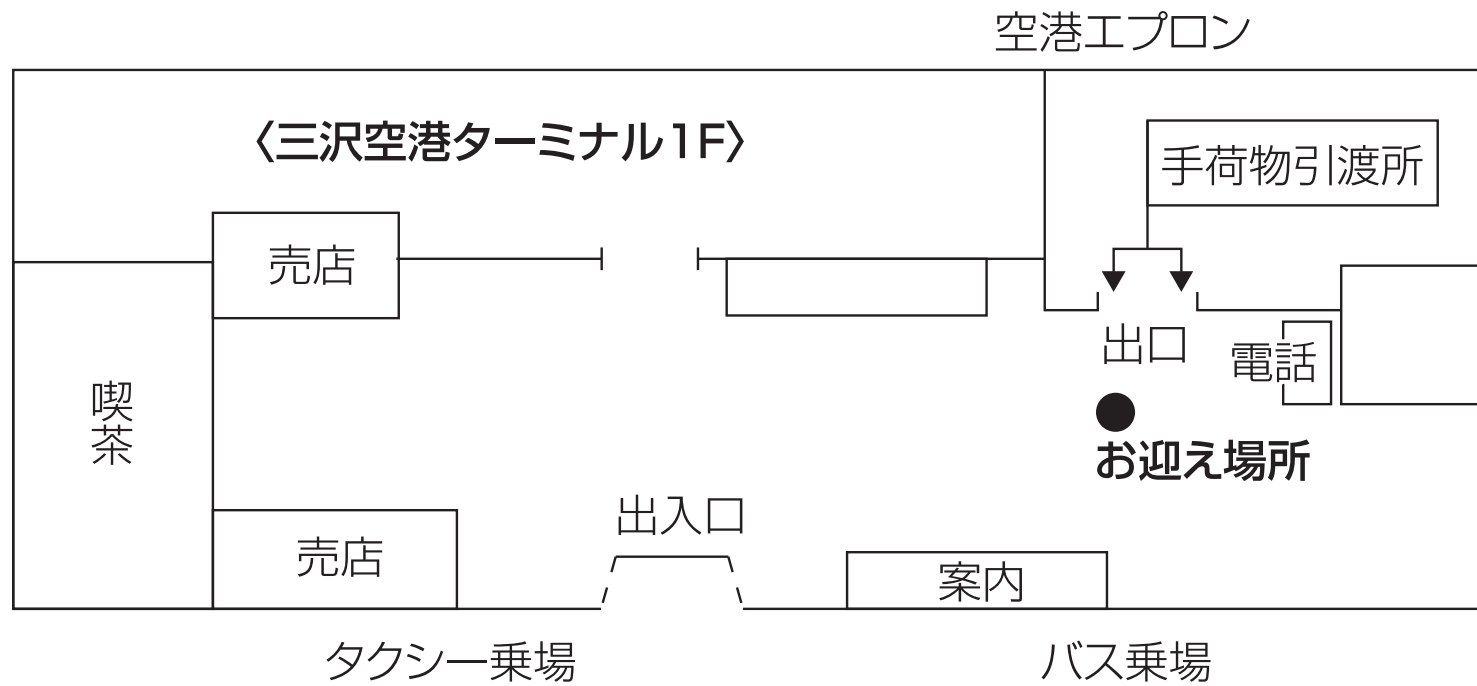 空港エプロン
〈三沢空港ターミナル1F〉
手荷物引渡所
売店
出口
電話
喫茶
お迎え場所
出入口
売店
案内
タクシー乗場
バス乗場